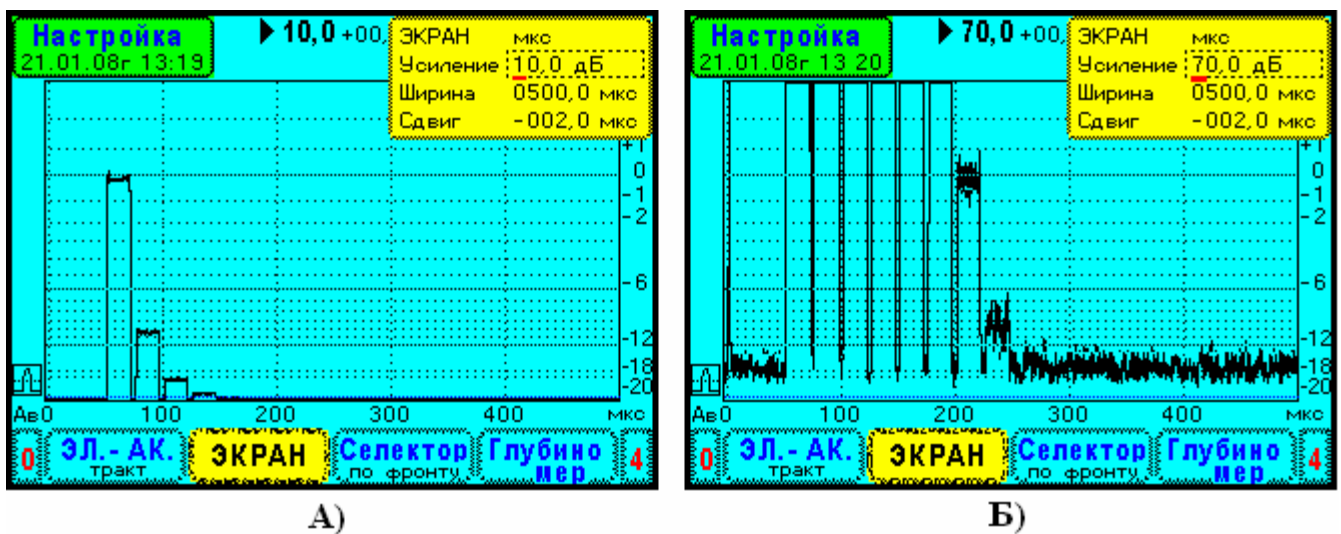 Настройка
21.01.08г 13:19
10,0 +00,
ЭКРАН мкс
Усиление 10,0 дБ
Ширина 0500,0 мкс
Сдвиг -002,0 мкс
+1
0
-1
-2
-6
-12
-18
-20
Ав 0 100 200 300 400 мкс
0 ЭЛ.- АК. тракт ЭКРАН Селектор по фронту Глубино мер 4
А)
Настройка
21.01.08г 13 20
70,0 +00,
ЭКРАН мкс
Усиление 70,0 дБ
Ширина 0500,0 мкс
Сдвиг -002,0 мкс
+1
0
-1
-2
-6
-12
-18
-20
Ав 0 100 200 300 400 мкс
0 ЭЛ.- АК. тракт ЭКРАН Селектор по фронту Глубино мер 4
Б)